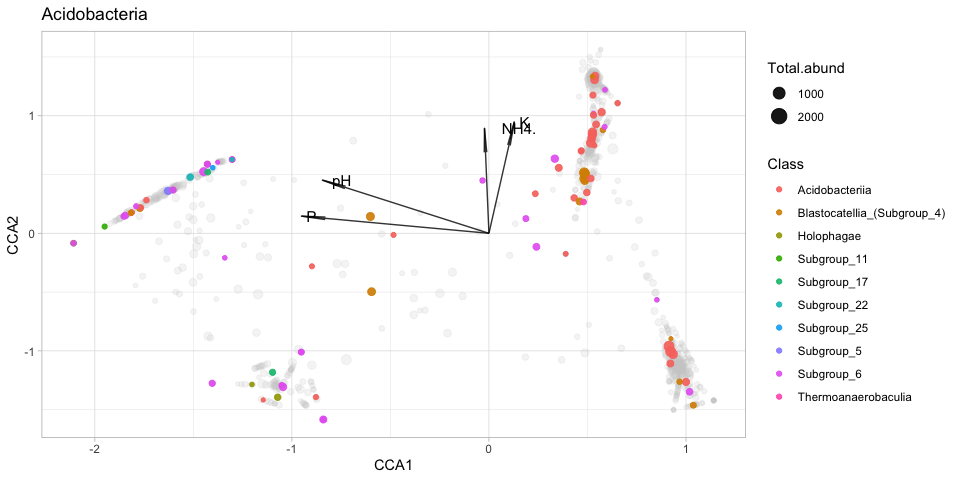 Acidobacteria
CCA2
1
0
-1
-2
-1
0
1
CCA1
K
NH4.
pH
P
Total.abund
1000
2000
Class
Acidobacteriia
Blastocatellia_(Subgroup_4)
Holophagae
Subgroup_11
Subgroup_17
Subgroup_22
Subgroup_25
Subgroup_5
Subgroup_6
Thermoanaerobaculia